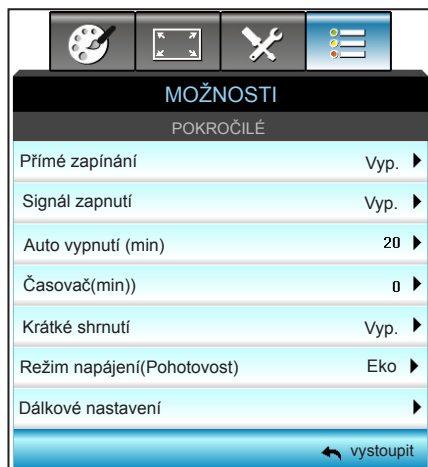 MOŽNOSTI
POKROČILÉ
Přímé zapínání Vyp.
Signál zapnutí Vyp.
Auto vypnutí (min) 20
Časovač(min)) 0
Krátké shrnutí Vyp.
Režim napájení(Pohotovost) Eko
Dálkové nastavení
vystoupit